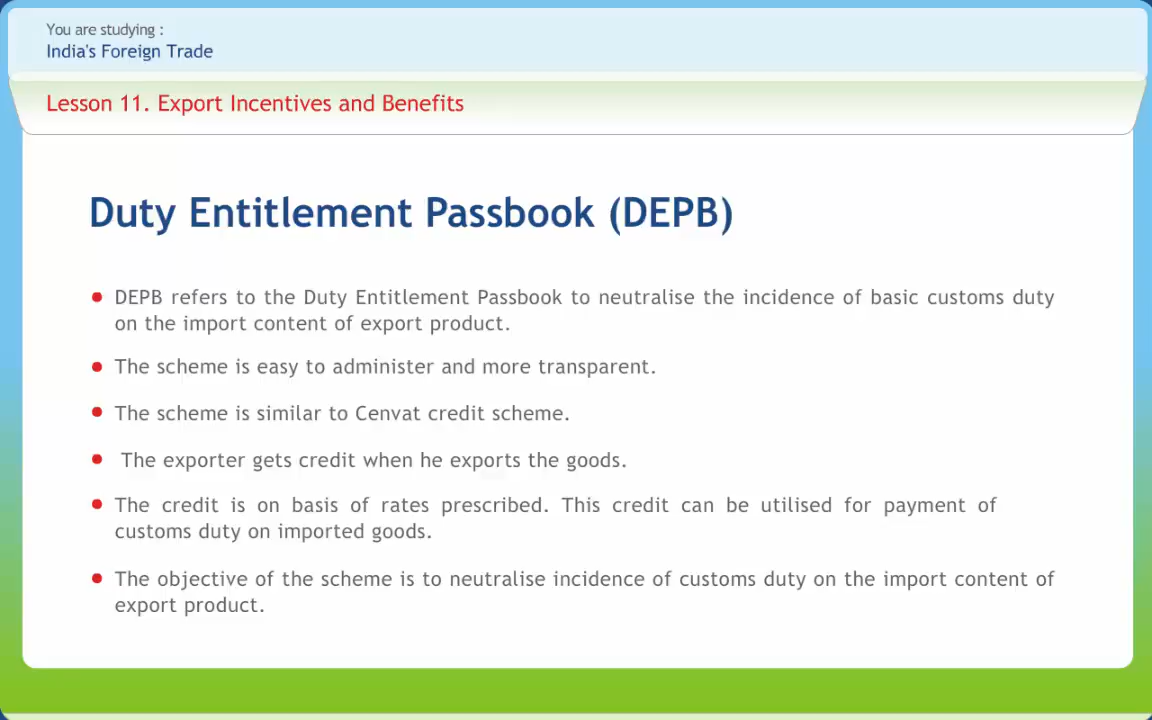 You are studying :
India's Foreign Trade
Lesson 11. Export Incentives and Benefits
Duty Entitlement Passbook (DEPB)
• DEPB refers to the Duty Entitlement Passbook to neutralise the incidence of basic customs duty
on the import content of export product.
• The scheme is easy to administer and more transparent.
• The scheme is similar to Cenvat credit scheme.
• The exporter gets credit when he exports the goods.
• The credit is on basis of rates prescribed. This credit can be utilised for payment of
customs duty on imported goods.
• The objective of the scheme is to neutralise incidence of customs duty on the import content of
export product.